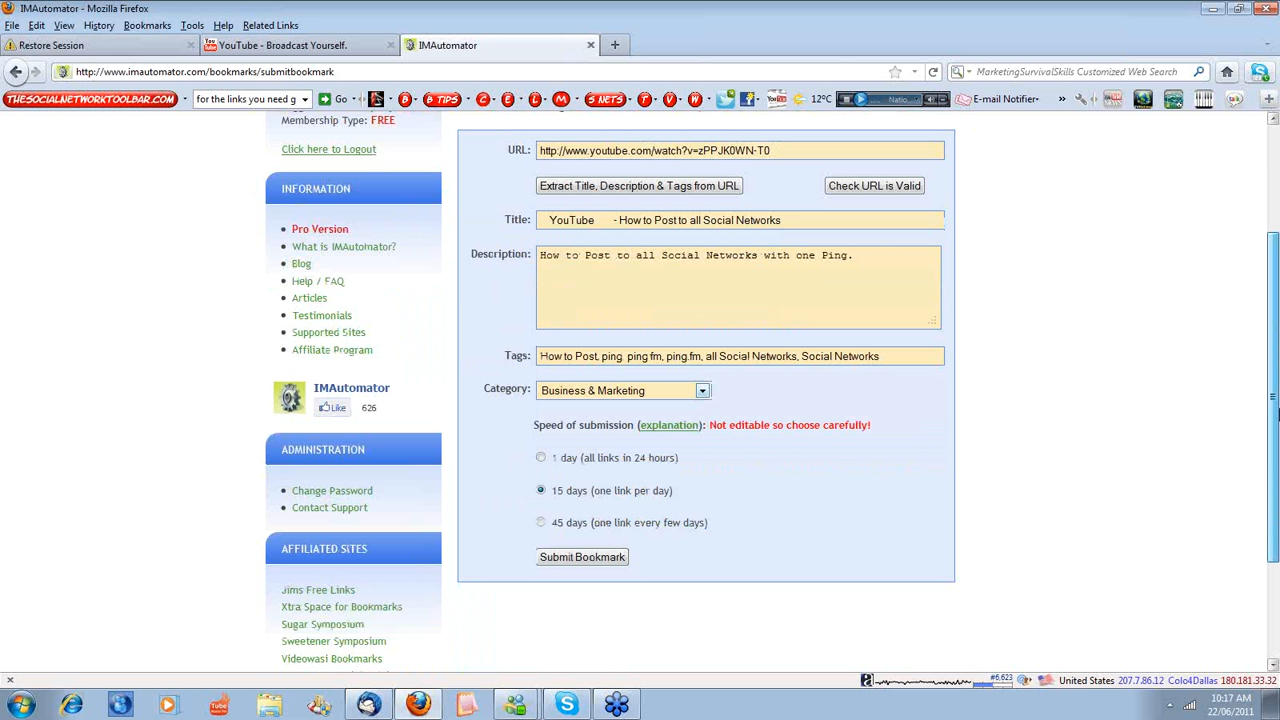 IMAutomator - Mozilla Firefox
File Edit View History Bookmarks Tools Help Related Links
Restore Session
YouTube - Broadcast Yourself.
IMAutomator
http://www.imautomator.com/bookmarks/submitbookmark
MarketingSurvivalSkills Customized Web Search
THESOCIALNETWORKTOOLBAR.COM for the links you need g Go B B TIPS C E L M S NETS T V W 12°C Natio... E-mail Notifier
Membership Type: FREE
Click here to Logout
INFORMATION
Pro Version
What is IMAutomator?
Blog
Help / FAQ
Articles
Testimonials
Supported Sites
Affiliate Program
IMAutomator
Like 626
ADMINISTRATION
Change Password
Contact Support
AFFILIATED SITES
Jims Free Links
Xtra Space for Bookmarks
Sugar Symposium
Sweetener Symposium
Videowasi Bookmarks
URL: http://www.youtube.com/watch?v=zPPJK0WN-T0
Extract Title, Description & Tags from URL
Check URL is Valid
Title: YouTube - How to Post to all Social Networks
Description: How to Post to all Social Networks with one Ping.
Tags: How to Post, ping, ping fm, ping.fm, all Social Networks, Social Networks
Category: Business & Marketing
Speed of submission (explanation): Not editable so choose carefully!
1 day (all links in 24 hours)
15 days (one link per day)
45 days (one link every few days)
Submit Bookmark
#6,623 United States 207.7.86.12 Colo4Dallas 180.181.33.32
10:17 AM
22/06/2011